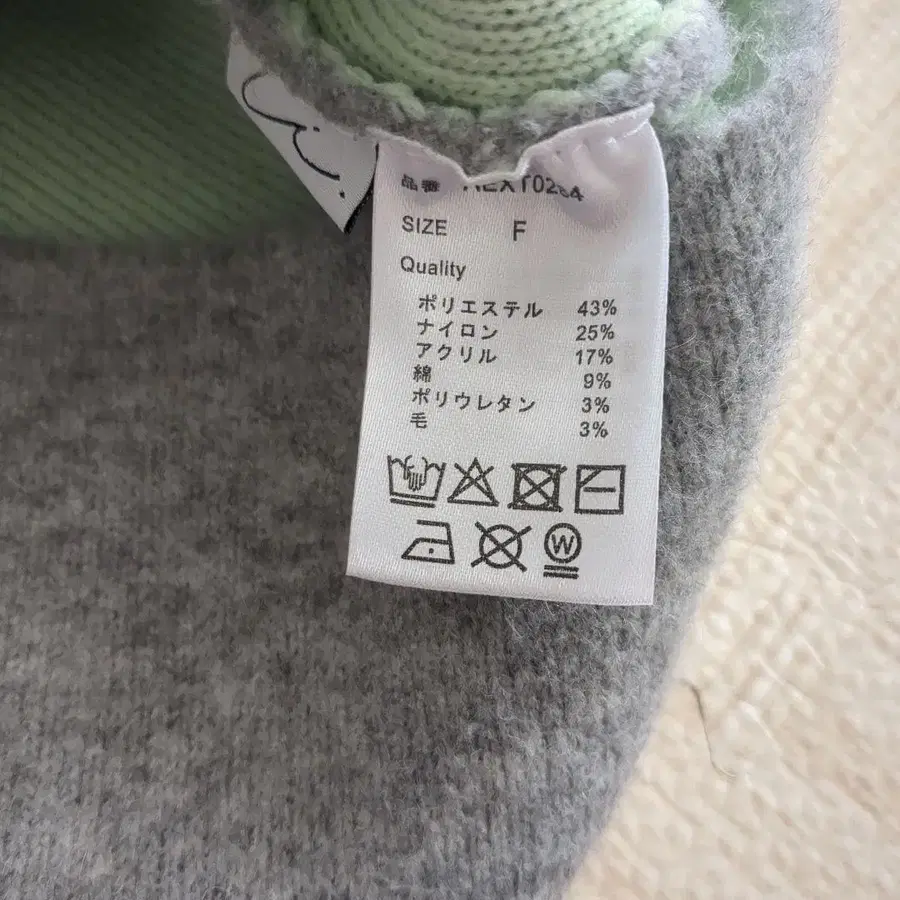 品番
SIZE F
Quality
ポリエステル 43%
ナイロン 25%
アクリル 17%
綿 9%
ポリウレタン 3%
毛 3%
W